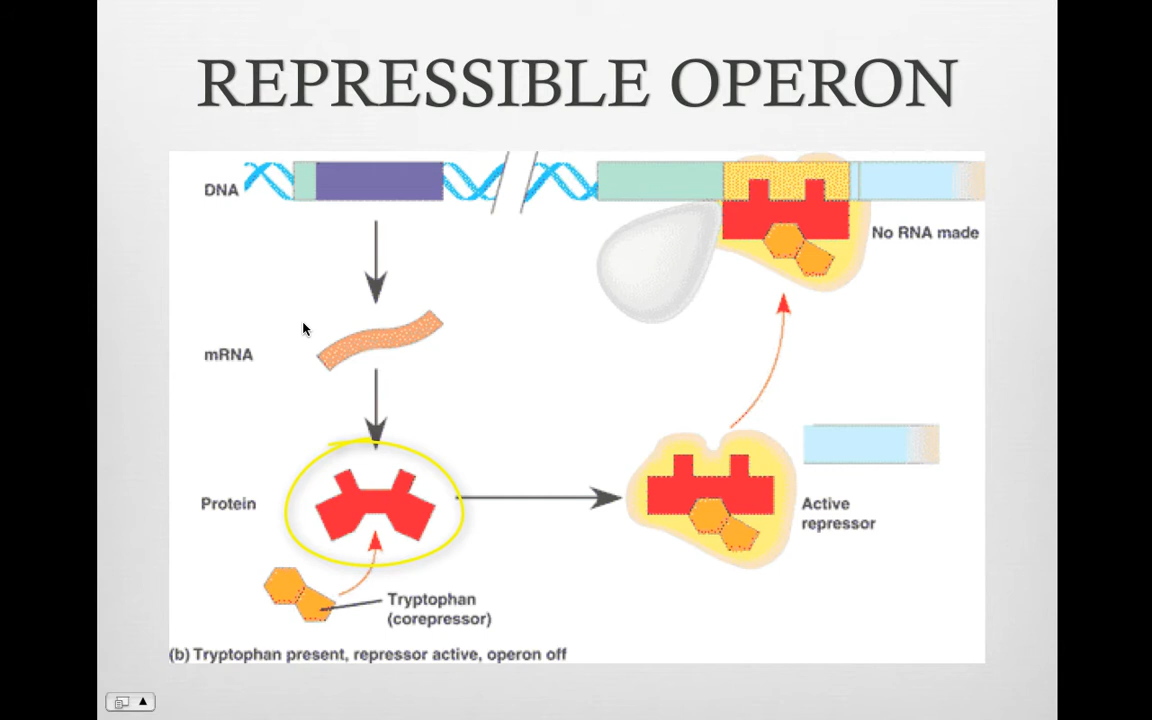 REPRESSIBLE OPERON
DNA
No RNA made
mRNA
Protein
Active
repressor
Tryptophan
(corepressor)
(b) Tryptophan present, repressor active, operon off